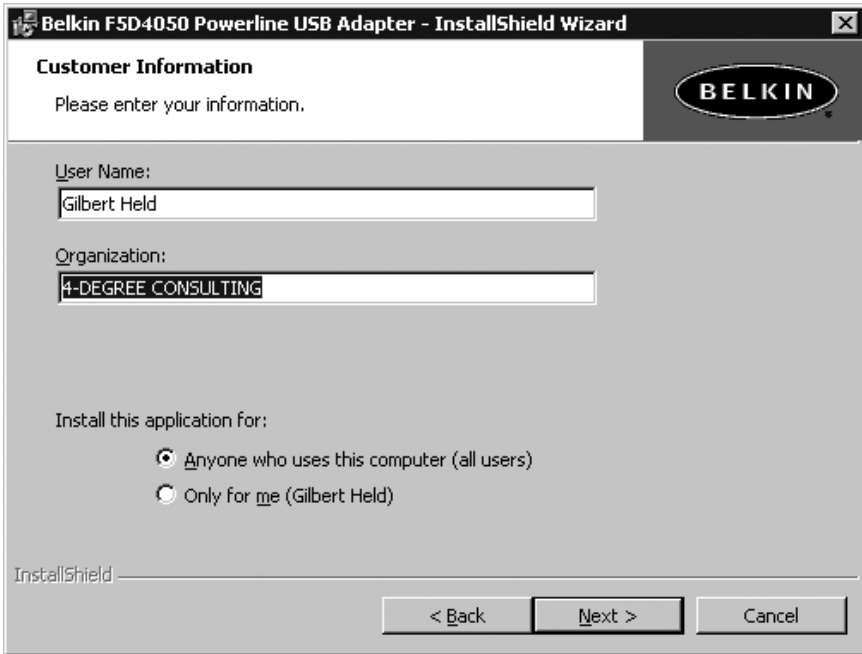 Belkin F5D4050 Powerline USB Adapter - InstallShield Wizard
Customer Information
Please enter your information.
BELKIN
User Name:
Gilbert Held
Organization:
4-DEGREE CONSULTING
Install this application for:
Anyone who uses this computer (all users)
Only for me (Gilbert Held)
InstallShield
< Back
Next >
Cancel